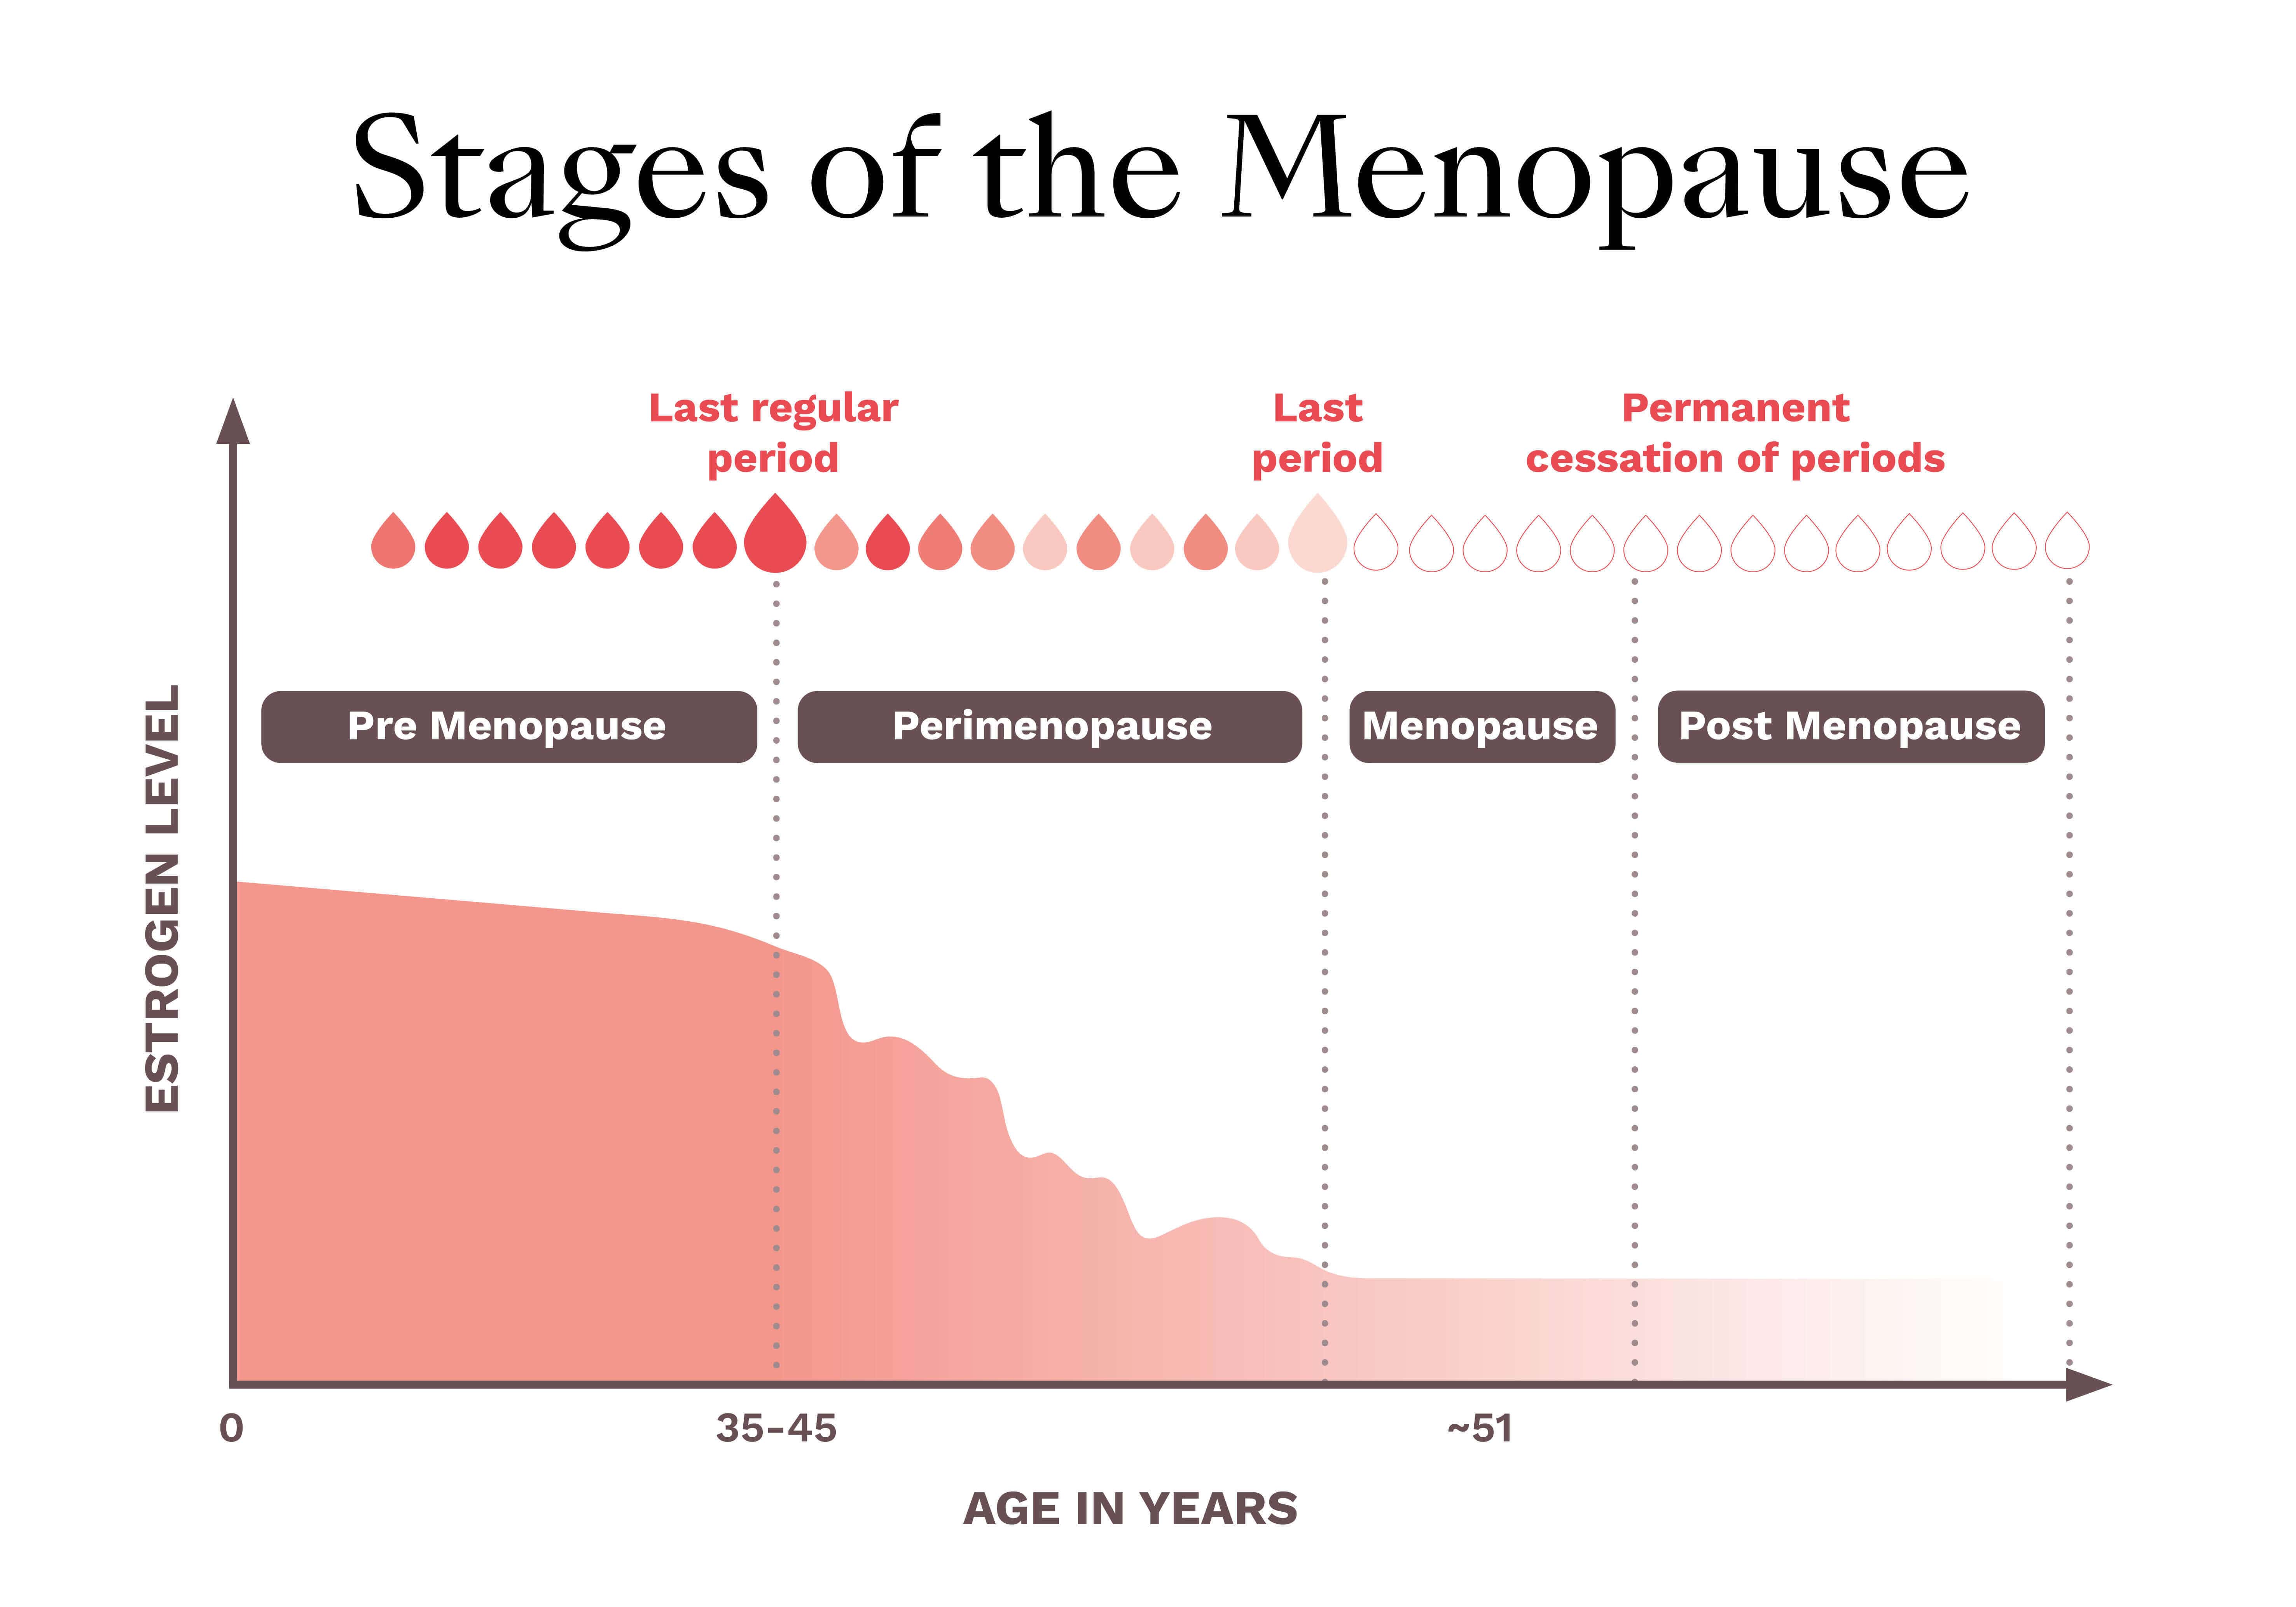 Stages of the Menopause
Last regular
period
Last
period
Permanent
cessation of periods
Pre Menopause
Perimenopause
Menopause
Post Menopause
ESTROGEN LEVEL
0
35-45
~51
AGE IN YEARS